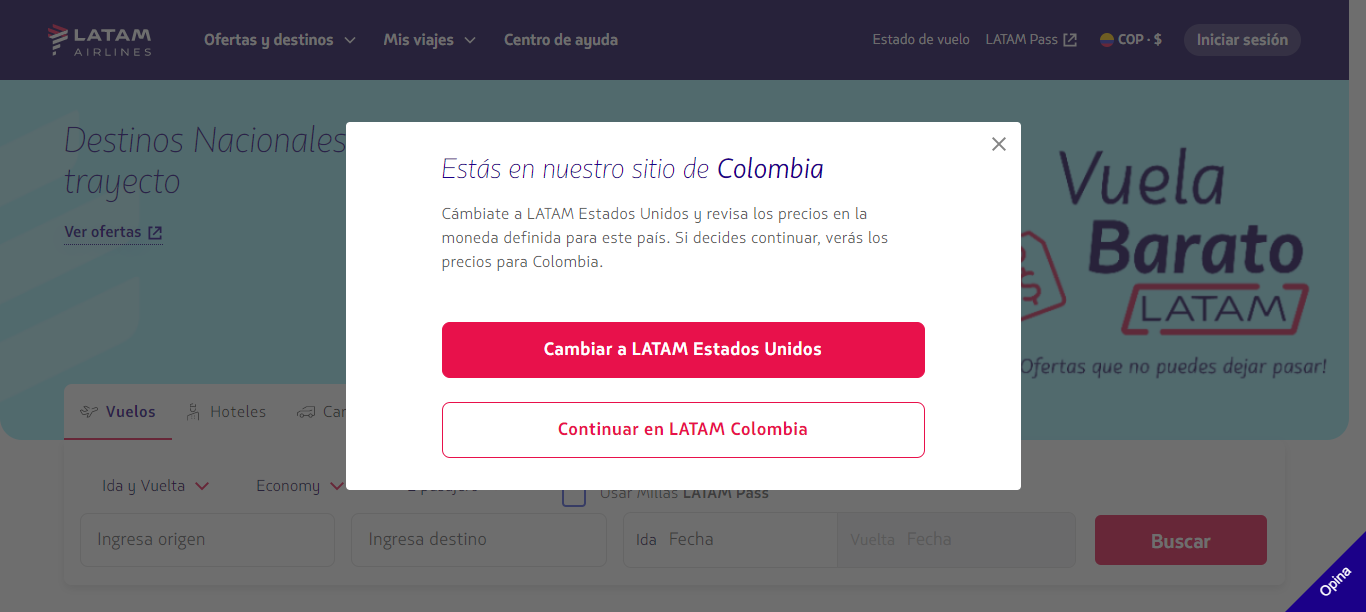 LATAM
AIRLINES
Ofertas y destinos
Mis viajes
Centro de ayuda
Estado de vuelo
LATAM Pass
COP · $
Iniciar sesión
Destinos Nacionales
trayecto
Ver ofertas
Vuela
Barato
LATAM
Ofertas que no puedes dejar pasar!
Estás en nuestro sitio de Colombia
Cámbiate a LATAM Estados Unidos y revisa los precios en la
moneda definida para este país. Si decides continuar, verás los
precios para Colombia.
Cambiar a LATAM Estados Unidos
Continuar en LATAM Colombia
Vuelos
Hoteles
Ida y Vuelta
Economy
Usar Millas LATAM Pass
Ingresa origen
Ingresa destino
Ida Fecha
Vuelta Fecha
Buscar
Opina